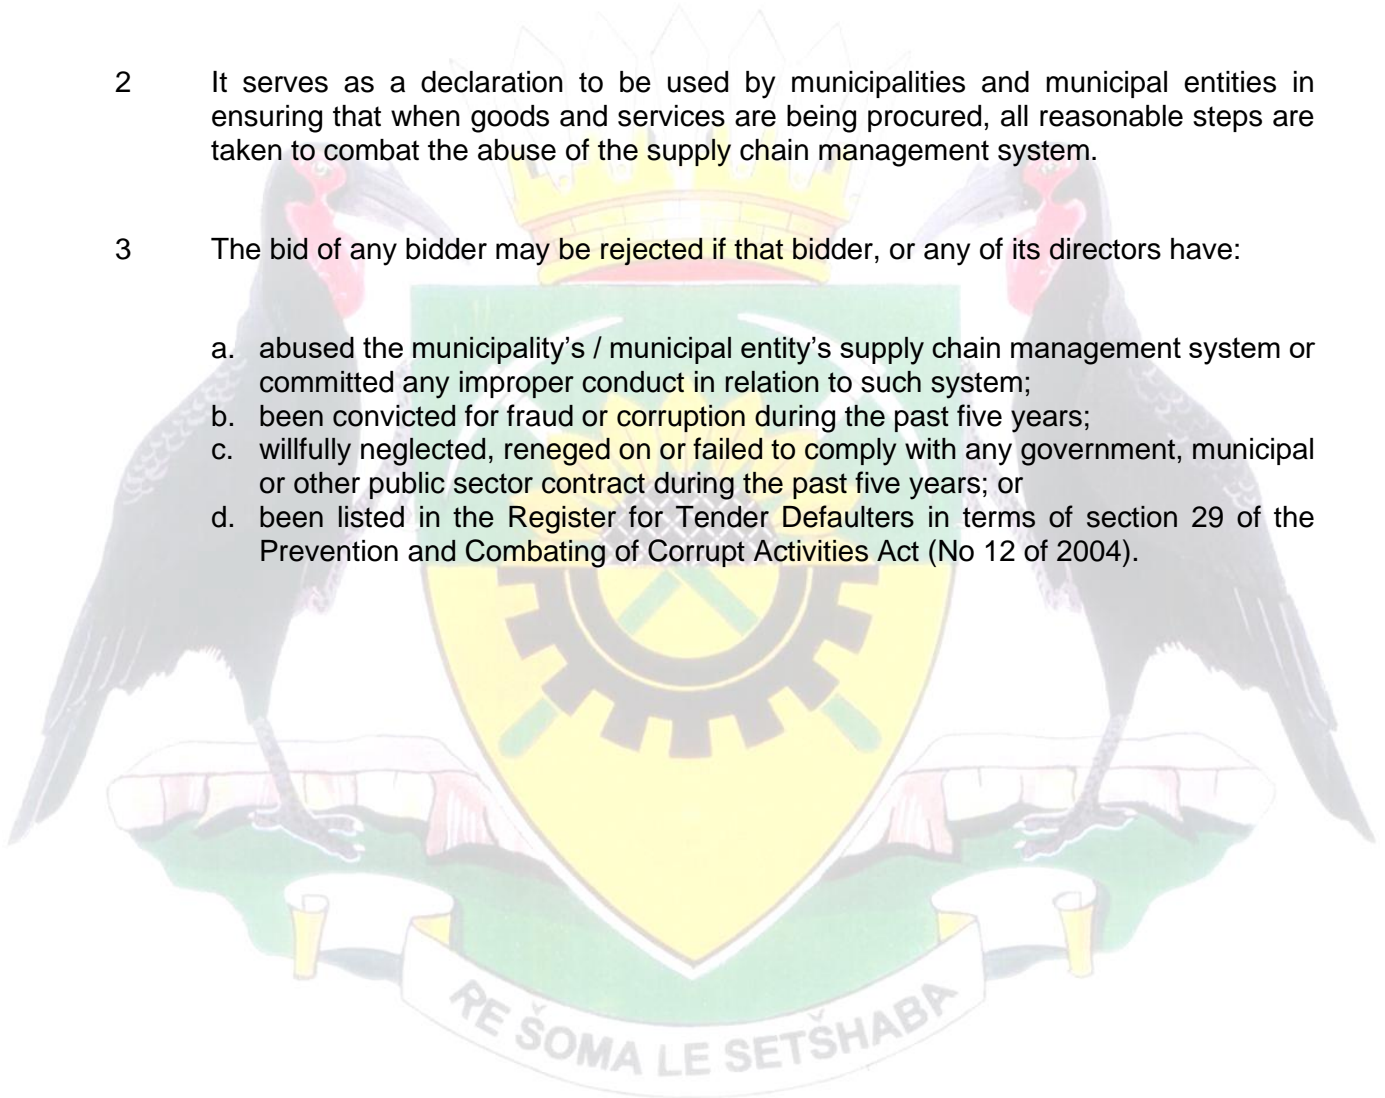 2 It serves as a declaration to be used by municipalities and municipal entities in
ensuring that when goods and services are being procured, all reasonable steps are
taken to combat the abuse of the supply chain management system.
3 The bid of any bidder may be rejected if that bidder, or any of its directors have:
a. abused the municipality’s / municipal entity’s supply chain management system or
committed any improper conduct in relation to such system;
b. been convicted for fraud or corruption during the past five years;
c. willfully neglected, reneged on or failed to comply with any government, municipal
or other public sector contract during the past five years; or
d. been listed in the Register for Tender Defaulters in terms of section 29 of the
Prevention and Combating of Corrupt Activities Act (No 12 of 2004).
RE ŠOMA LE SETŠHABA